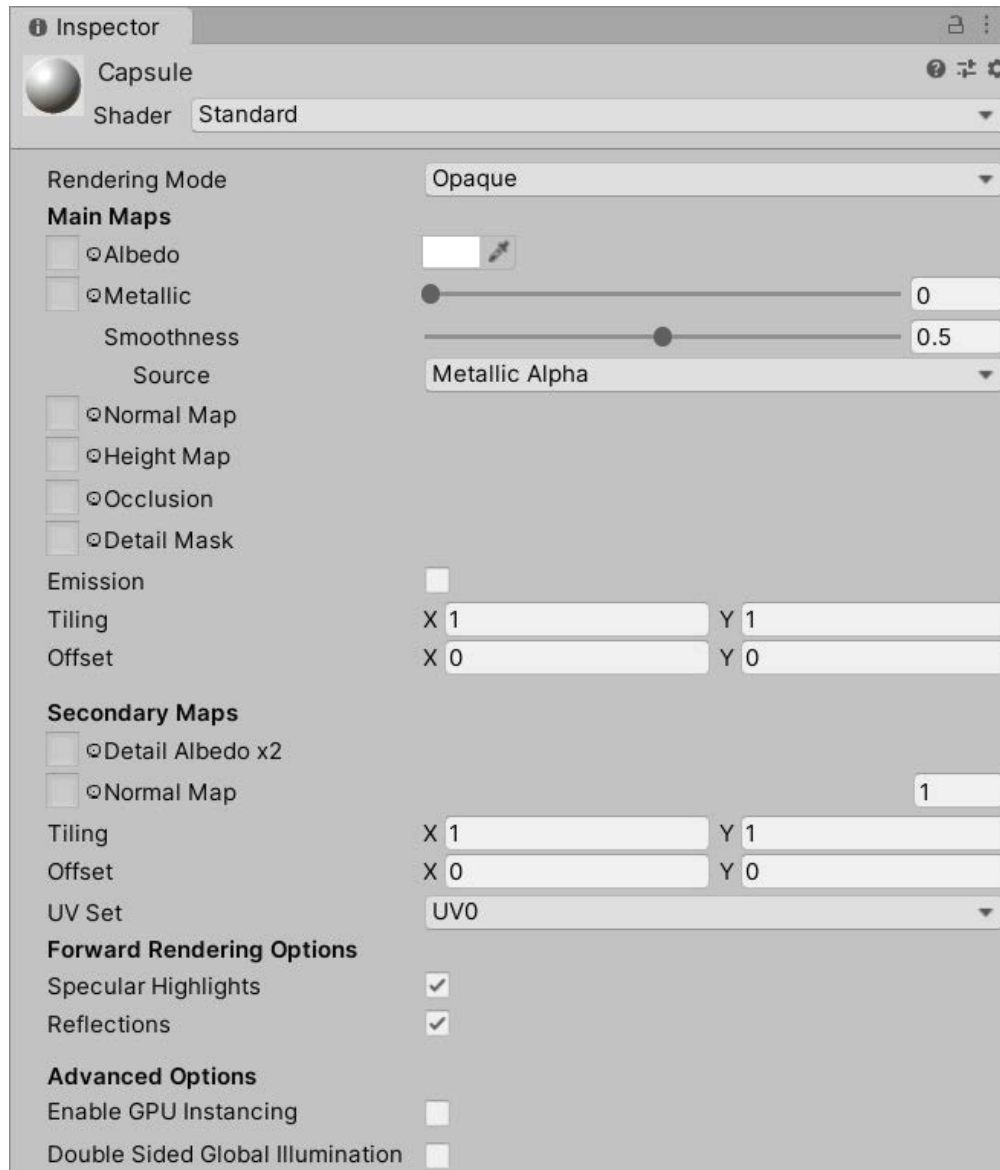 Inspector
Capsule
Shader Standard
Rendering Mode Opaque
Main Maps
Albedo
Metallic 0
Smoothness 0.5
Source Metallic Alpha
Normal Map
Height Map
Occlusion
Detail Mask
Emission
Tiling X 1 Y 1
Offset X 0 Y 0
Secondary Maps
Detail Albedo x2
Normal Map 1
Tiling X 1 Y 1
Offset X 0 Y 0
UV Set UV0
Forward Rendering Options
Specular Highlights
Reflections
Advanced Options
Enable GPU Instancing
Double Sided Global Illumination